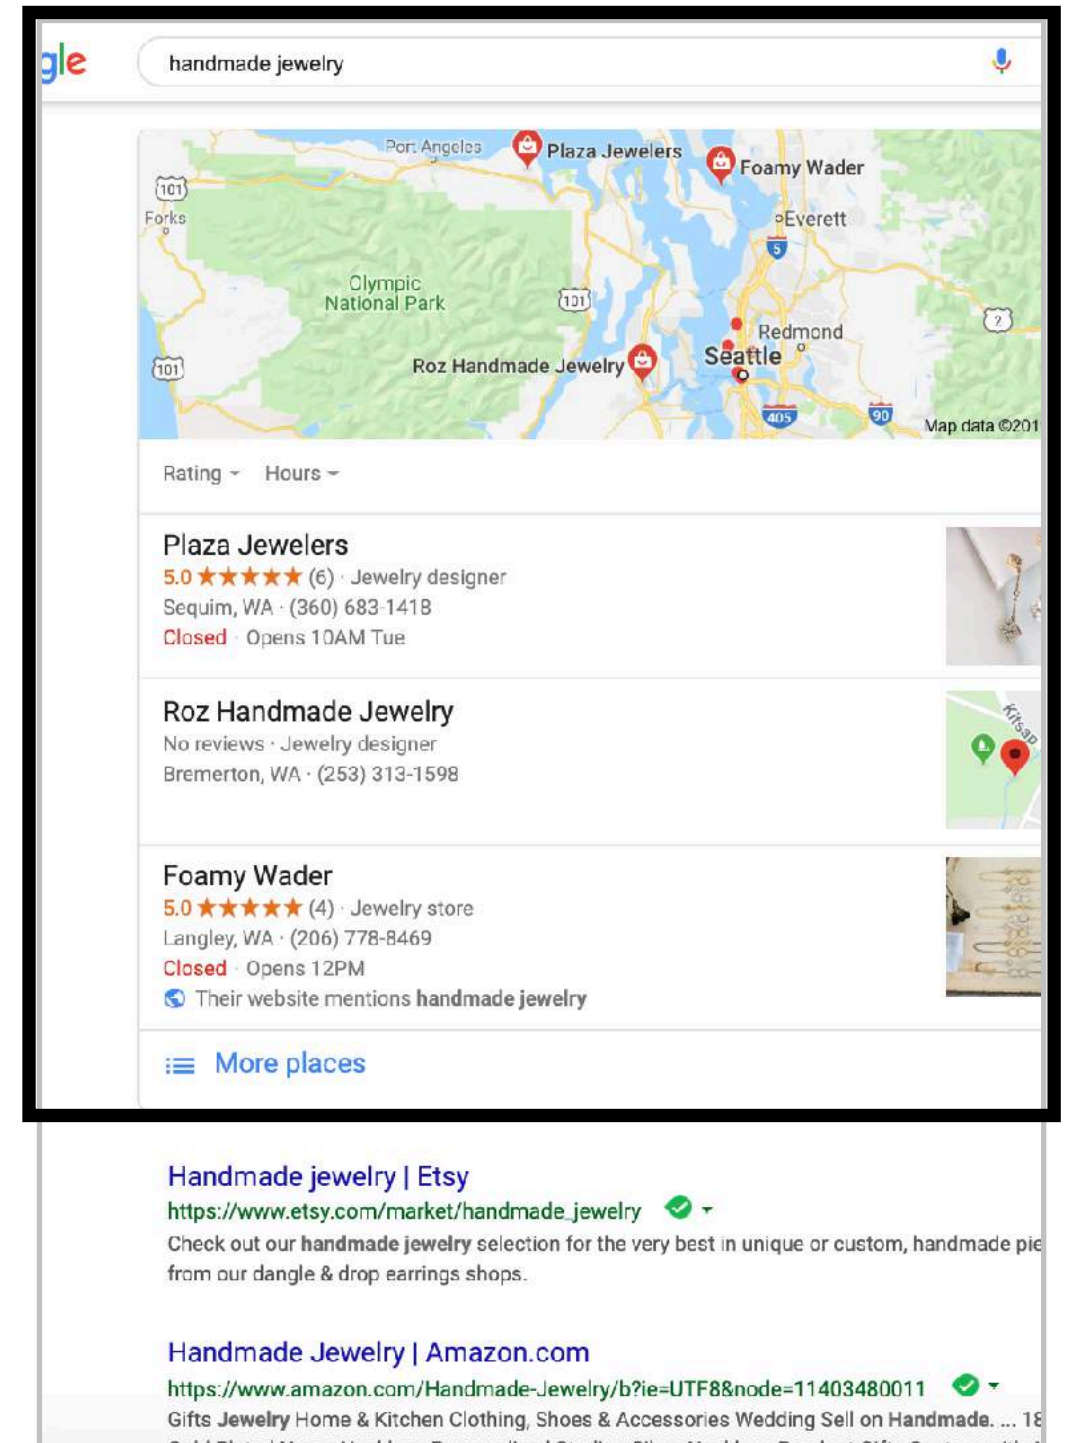 gle
handmade jewelry
Port Angeles
Plaza Jewelers
Foamy Wader
101
Forks
Everett
5
Olympic
National Park
101
2
Redmond
Roz Handmade Jewelry
Seattle
101
405
90
Map data ©201
Rating
Hours
Plaza Jewelers
5.0 ★★★★★ (6) · Jewelry designer
Sequim, WA · (360) 683-1418
Closed · Opens 10AM Tue
Roz Handmade Jewelry
No reviews · Jewelry designer
Bremerton, WA · (253) 313-1598
Kitsap
Foamy Wader
5.0 ★★★★★ (4) · Jewelry store
Langley, WA · (206) 778-8469
Closed · Opens 12PM
Their website mentions handmade jewelry
More places
Handmade jewelry | Etsy
https://www.etsy.com/market/handmade_jewelry
Check out our handmade jewelry selection for the very best in unique or custom, handmade pie
from our dangle & drop earrings shops.
Handmade Jewelry | Amazon.com
https://www.amazon.com/Handmade-Jewelry/b?ie=UTF8&node=11403480011
Gifts Jewelry Home & Kitchen Clothing, Shoes & Accessories Wedding Sell on Handmade. ... 18